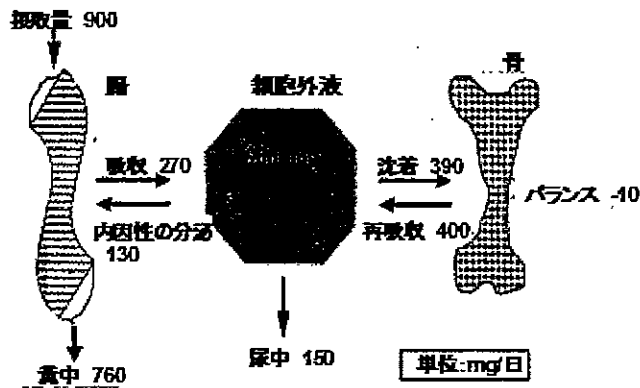 摂取量 900
腸
細胞外液
骨
吸収 270
沈着 390
バランス -10
内因性の分泌
130
再吸収 400
糞中 760
尿中 150
単位:mg/日